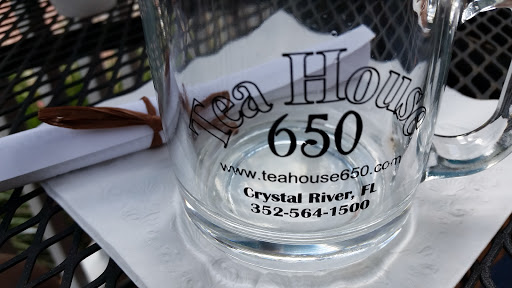 Tea House
650
www.teahouse650.com
Crystal River, FL
352-564-1500